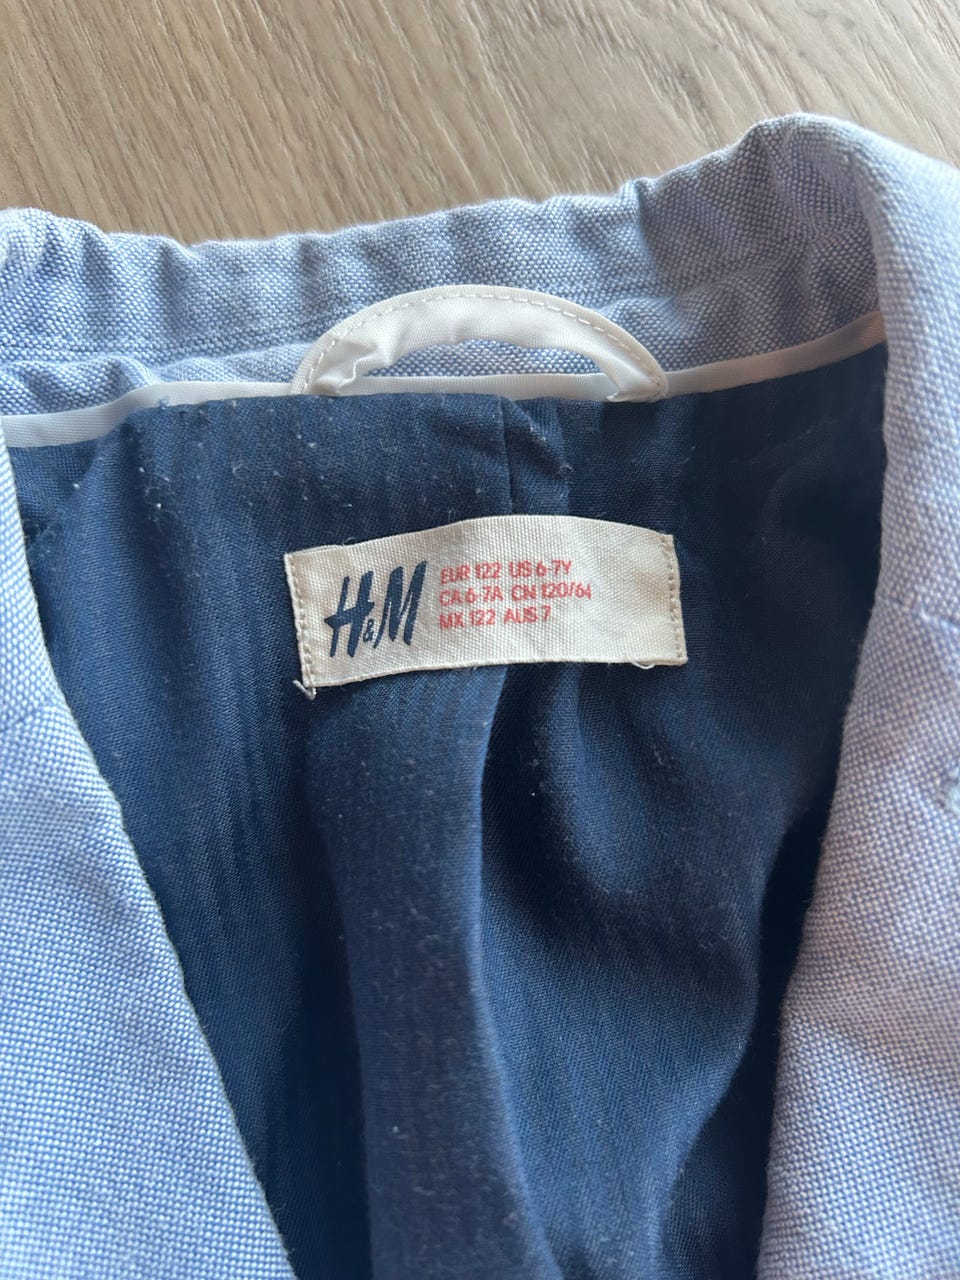 H&M
EUR 122 US 6-7Y
CA 6-7A CN 120/64
MX 122 AUS 7